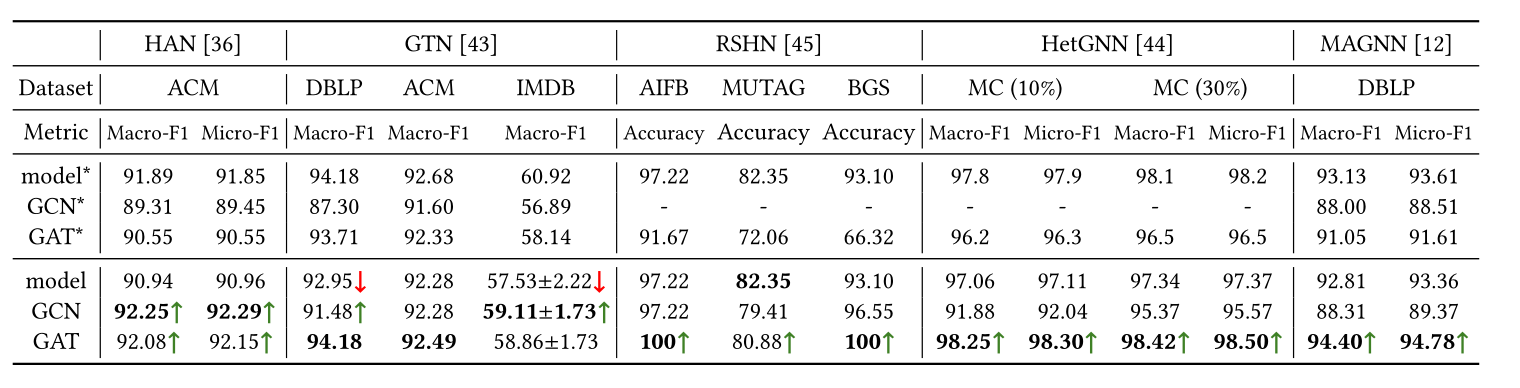 HAN [36] GTN [43] RSHN [45] HetGNN [44] MAGNN [12]
Dataset ACM DBLP ACM IMDB AIFB MUTAG BGS MC (10%) MC (30%) DBLP
Metric Macro-F1 Micro-F1 Macro-F1 Macro-F1 Macro-F1 Accuracy Accuracy Accuracy Macro-F1 Micro-F1 Macro-F1 Micro-F1 Macro-F1 Micro-F1
model* 91.89 91.85 94.18 92.68 60.92 97.22 82.35 93.10 97.8 97.9 98.1 98.2 93.13 93.61
GCN* 89.31 89.45 87.30 91.60 56.89 - - - - - - - 88.00 88.51
GAT* 90.55 90.55 93.71 92.33 58.14 91.67 72.06 66.32 96.2 96.3 96.5 96.5 91.05 91.61
model 90.94 90.96 92.95↓ 92.28 57.53±2.22↓ 97.22 82.35 93.10 97.06 97.11 97.34 97.37 92.81 93.36
GCN 92.25↑ 92.29↑ 91.48↑ 92.28 59.11±1.73↑ 97.22 79.41 96.55 91.88 92.04 95.37 95.57 88.31 89.37
GAT 92.08↑ 92.15↑ 94.18 92.49 58.86±1.73 100↑ 80.88↑ 100↑ 98.25↑ 98.30↑ 98.42↑ 98.50↑ 94.40↑ 94.78↑